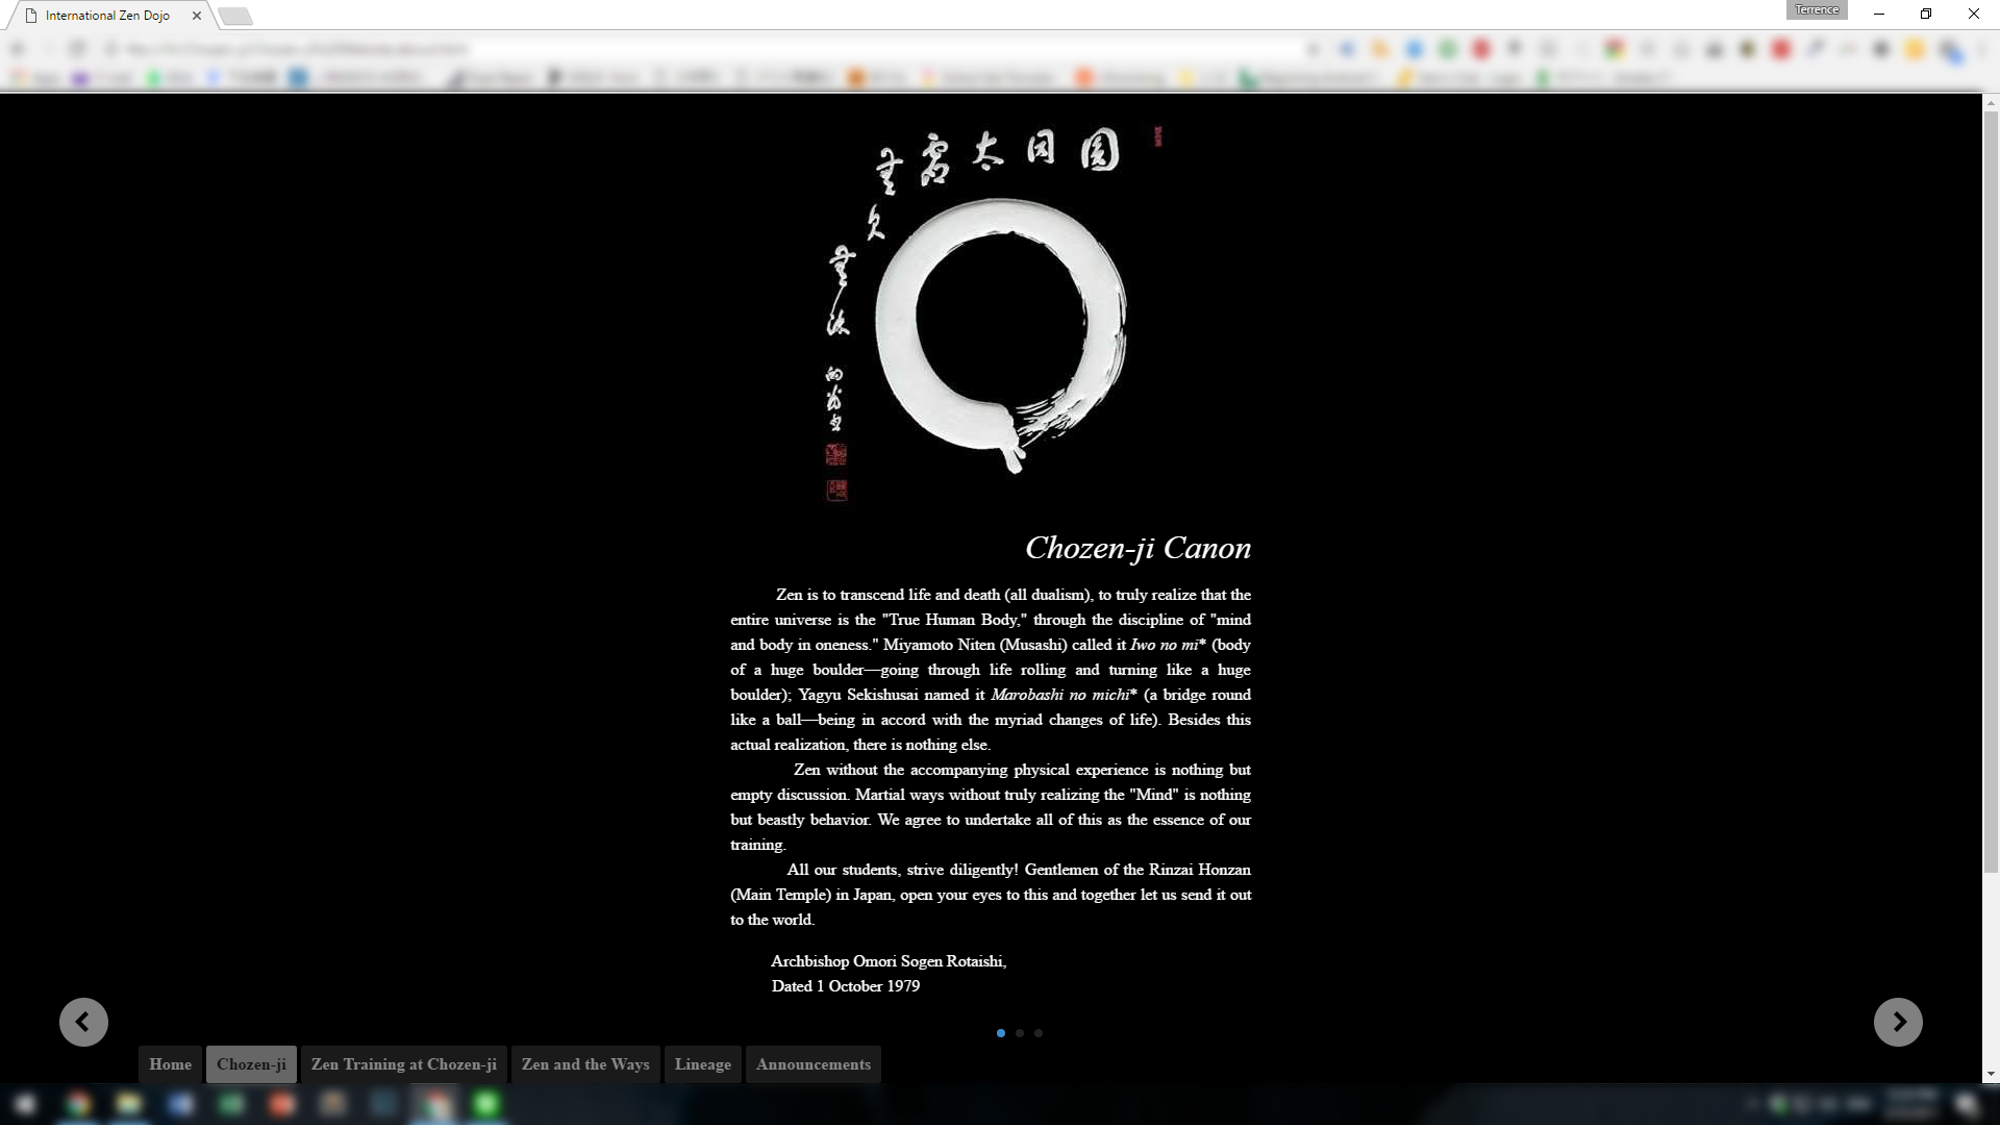 International Zen Dojo
Terrence
圓同太虚無欠無餘
Chozen-ji Canon
Zen is to transcend life and death (all dualism), to truly realize that the
entire universe is the "True Human Body," through the discipline of "mind
and body in oneness." Miyamoto Niten (Musashi) called it Iwo no mi* (body
of a huge boulder—going through life rolling and turning like a huge
boulder); Yagyu Sekishusai named it Marobashi no michi* (a bridge round
like a ball—being in accord with the myriad changes of life). Besides this
actual realization, there is nothing else.
Zen without the accompanying physical experience is nothing but
empty discussion. Martial ways without truly realizing the "Mind" is nothing
but beastly behavior. We agree to undertake all of this as the essence of our
training.
All our students, strive diligently! Gentlemen of the Rinzai Honzan
(Main Temple) in Japan, open your eyes to this and together let us send it out
to the world.
Archbishop Omori Sogen Rotaishi,
Dated 1 October 1979
Home
Chozen-ji
Zen Training at Chozen-ji
Zen and the Ways
Lineage
Announcements